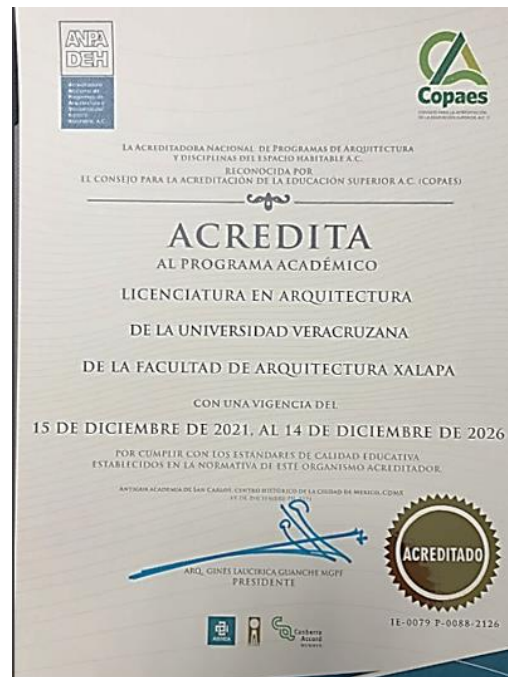 ANPA
DEH
Copaes
LA ACREDITADORA NACIONAL DE PROGRAMAS DE ARQUITECTURA
Y DISCIPLINAS DEL ESPACIO HABITABLE A.C.
RECONOCIDA POR
EL CONSEJO PARA LA ACREDITACIÓN DE LA EDUCACIÓN SUPERIOR A.C. (COPAES)
ACREDITA
AL PROGRAMA ACADÉMICO
LICENCIATURA EN ARQUITECTURA
DE LA UNIVERSIDAD VERACRUZANA
DE LA FACULTAD DE ARQUITECTURA XALAPA
CON UNA VIGENCIA DEL
15 DE DICIEMBRE DE 2021, AL 14 DE DICIEMBRE DE 2026
POR CUMPLIR CON LOS ESTÁNDARES DE CALIDAD EDUCATIVA
ESTABLECIDOS EN LA NORMATIVA DE ESTE ORGANISMO ACREDITADOR
ANTIGUA ACADEMIA DE SAN CARLOS, CENTRO HISTÓRICO DE LA CIUDAD DE MÉXICO, CDMX
ARQ. GINÉS LAUCIRICA GUANCHE MGPF
PRESIDENTE
ACREDITADO
IE-0079 P-0088-2126
Canberra
Accord